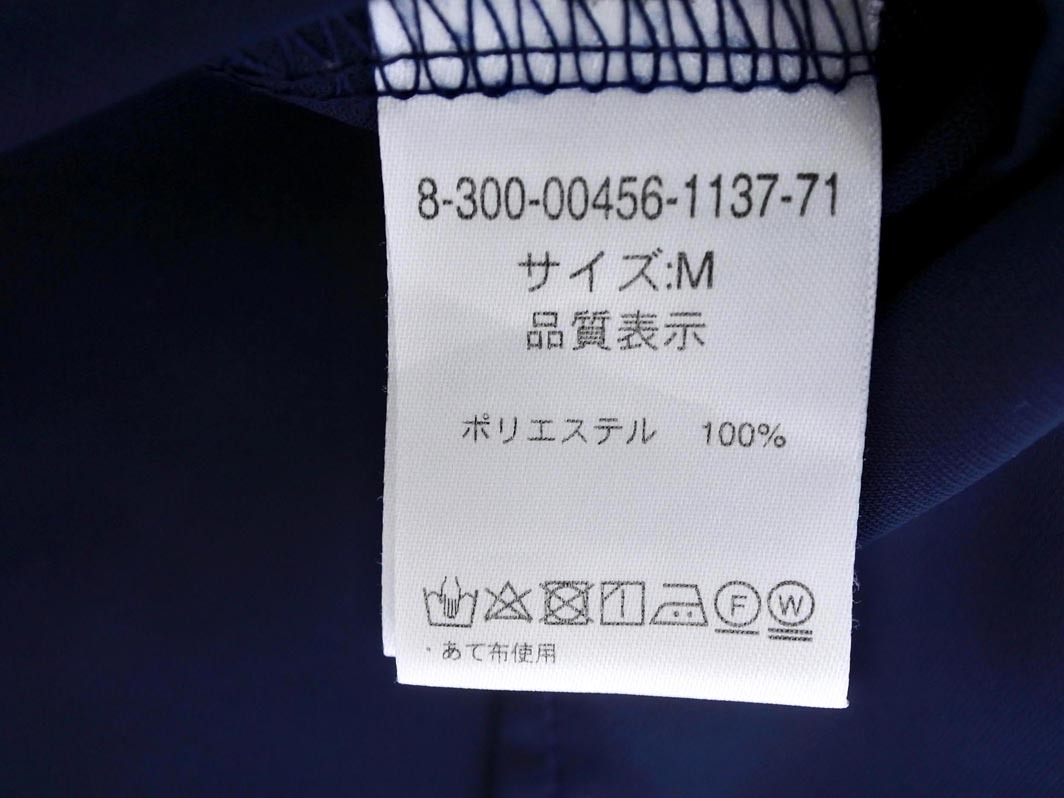 8-300-00456-1137-71
サイズ:M
品質表示
ポリエステル 100%
F W
・あて布使用